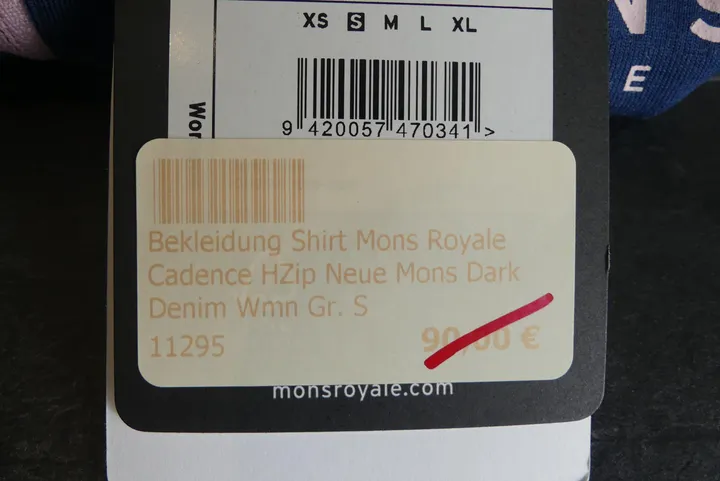 XS S M L XL
9 420057 470341 >
Bekleidung Shirt Mons Royale
Cadence HZip Neue Mons Dark
Denim Wmn Gr. S
11295 90,00 €
monsroyale.com
E